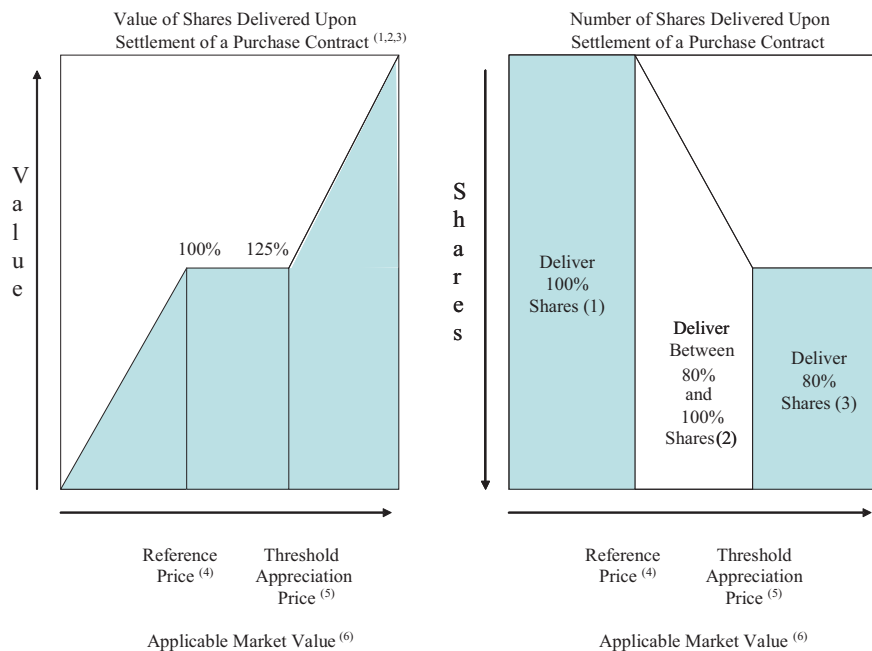 Value of Shares Delivered Upon
Settlement of a Purchase Contract (1,2,3)
Value
100%
125%
Reference
Price (4)
Threshold
Appreciation
Price (5)
Applicable Market Value (6)
Number of Shares Delivered Upon
Settlement of a Purchase Contract
Shares
Deliver
100%
Shares (1)
Deliver
Between
80%
and
100%
Shares(2)
Deliver
80%
Shares (3)
Reference
Price (4)
Threshold
Appreciation
Price (5)
Applicable Market Value (6)